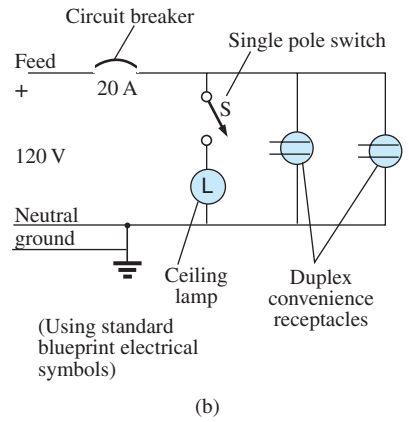 Circuit breaker
Single pole switch
Feed
+
20 A
S
120 V
L
Neutral
ground
Ceiling
lamp
Duplex
convenience
receptacles
(Using standard
blueprint electrical
symbols)
(b)